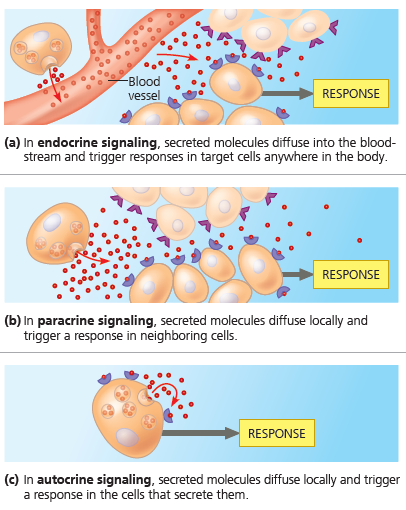 Blood
vessel
RESPONSE
(a) In endocrine signaling, secreted molecules diffuse into the blood-
stream and trigger responses in target cells anywhere in the body.
RESPONSE
(b) In paracrine signaling, secreted molecules diffuse locally and
trigger a response in neighboring cells.
RESPONSE
(c) In autocrine signaling, secreted molecules diffuse locally and trigger
a response in the cells that secrete them.